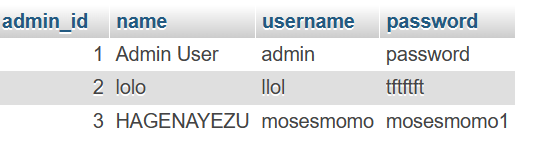 admin_id name username password
1 Admin User admin password
2 lolo llol tftftft
3 HAGENAYEZU mosesmomo mosesmomo1